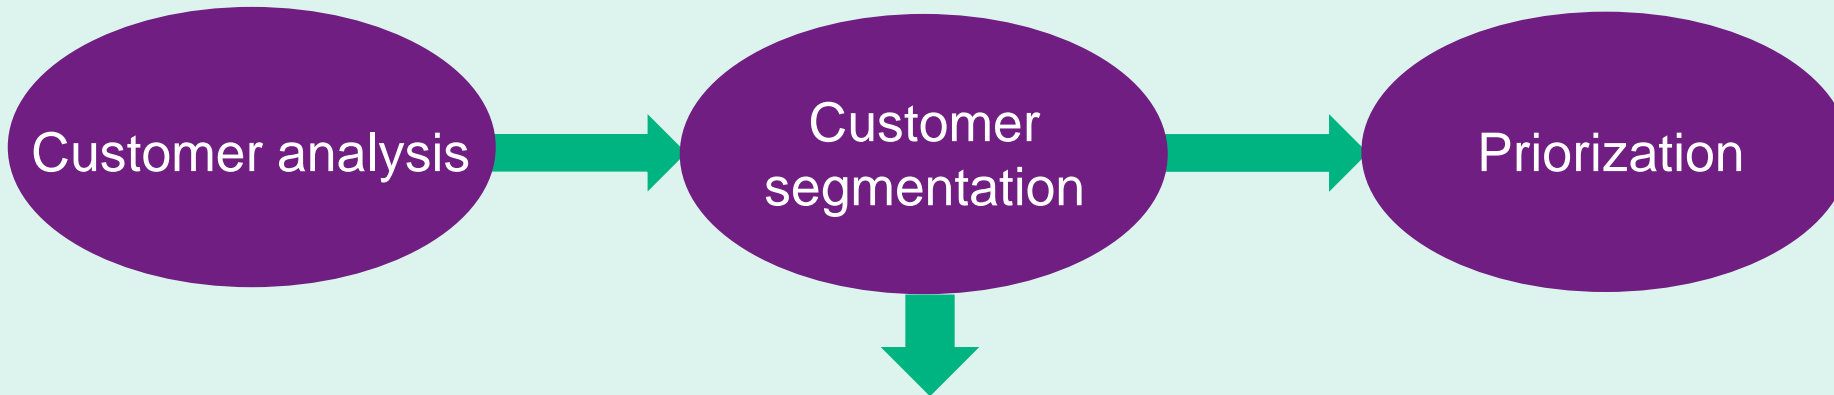 Customer analysis
Customer
segmentation
Priorization